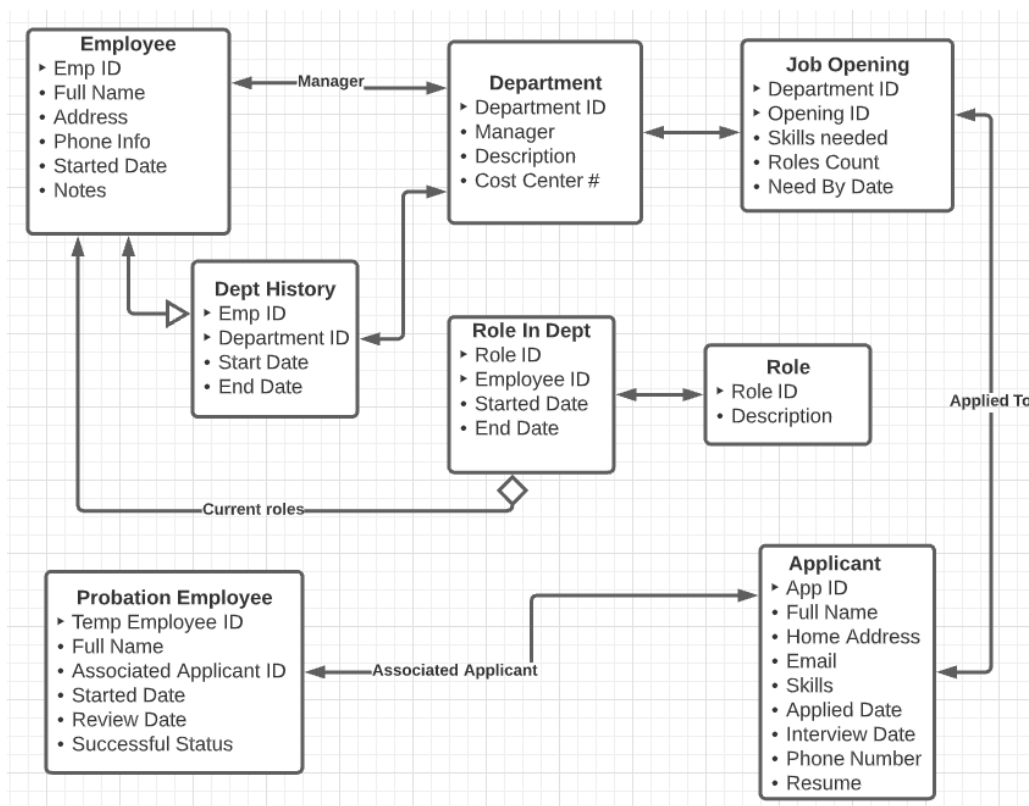 Employee
‣ Emp ID
• Full Name
• Address
• Phone Info
• Started Date
• Notes
Manager
Department
‣ Department ID
• Manager
• Description
• Cost Center #
Job Opening
‣ Department ID
‣ Opening ID
• Skills needed
• Roles Count
• Need By Date
Dept History
‣ Emp ID
‣ Department ID
• Start Date
• End Date
Role In Dept
‣ Role ID
‣ Employee ID
• Started Date
• End Date
Role
‣ Role ID
• Description
Applied To
Current roles
Probation Employee
‣ Temp Employee ID
• Full Name
• Associated Applicant ID
• Started Date
• Review Date
• Successful Status
Associated Applicant
Applicant
‣ App ID
• Full Name
• Home Address
• Email
• Skills
• Applied Date
• Interview Date
• Phone Number
• Resume